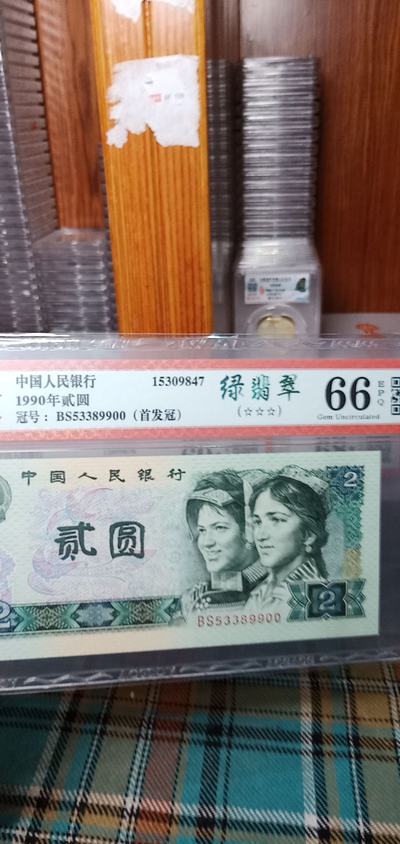 中国人民银行
15309847
1990年贰圆
冠号：BS53389900（首发冠）
绿翡翠
(☆☆☆)
66
EPQ
Gem Uncirculated
中国人民银行
2
贰圆
2
2
BS53389900